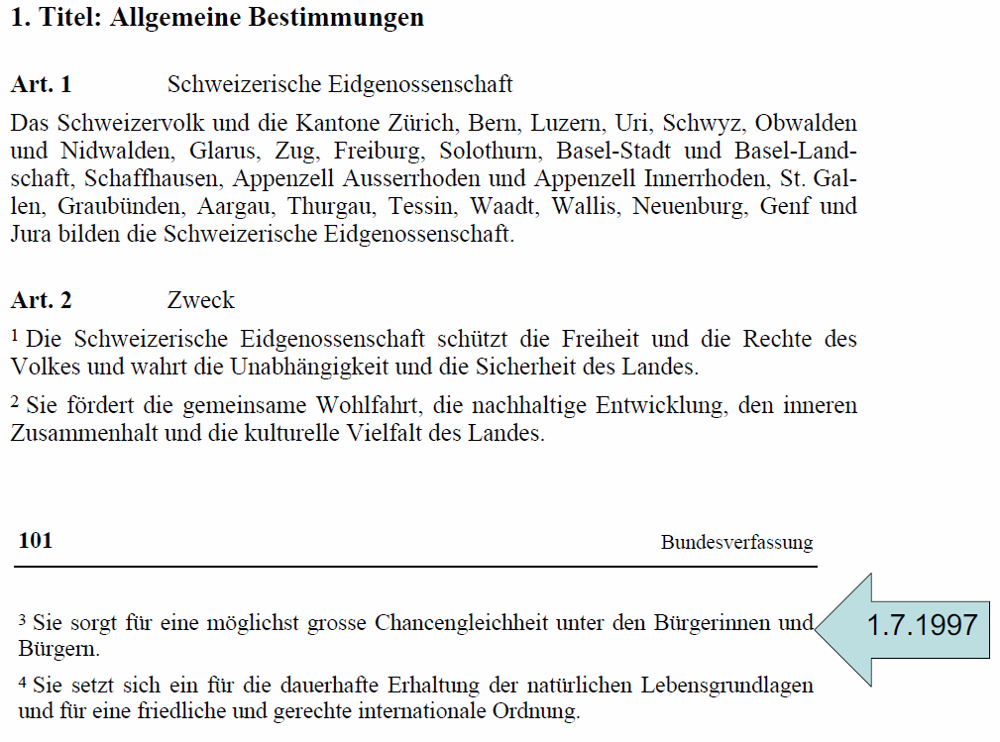 1. Titel: Allgemeine Bestimmungen
Art. 1 Schweizerische Eidgenossenschaft
Das Schweizervolk und die Kantone Zürich, Bern, Luzern, Uri, Schwyz, Obwalden
und Nidwalden, Glarus, Zug, Freiburg, Solothurn, Basel-Stadt und Basel-Land-
schaft, Schaffhausen, Appenzell Ausserrhoden und Appenzell Innerrhoden, St. Gal-
len, Graubünden, Aargau, Thurgau, Tessin, Waadt, Wallis, Neuenburg, Genf und
Jura bilden die Schweizerische Eidgenossenschaft.
Art. 2 Zweck
1 Die Schweizerische Eidgenossenschaft schützt die Freiheit und die Rechte des
Volkes und wahrt die Unabhängigkeit und die Sicherheit des Landes.
2 Sie fördert die gemeinsame Wohlfahrt, die nachhaltige Entwicklung, den inneren
Zusammenhalt und die kulturelle Vielfalt des Landes.
101 Bundesverfassung
3 Sie sorgt für eine möglichst grosse Chancengleichheit unter den Bürgerinnen und
Bürgern.
1.7.1997
4 Sie setzt sich ein für die dauerhafte Erhaltung der natürlichen Lebensgrundlagen
und für eine friedliche und gerechte internationale Ordnung.